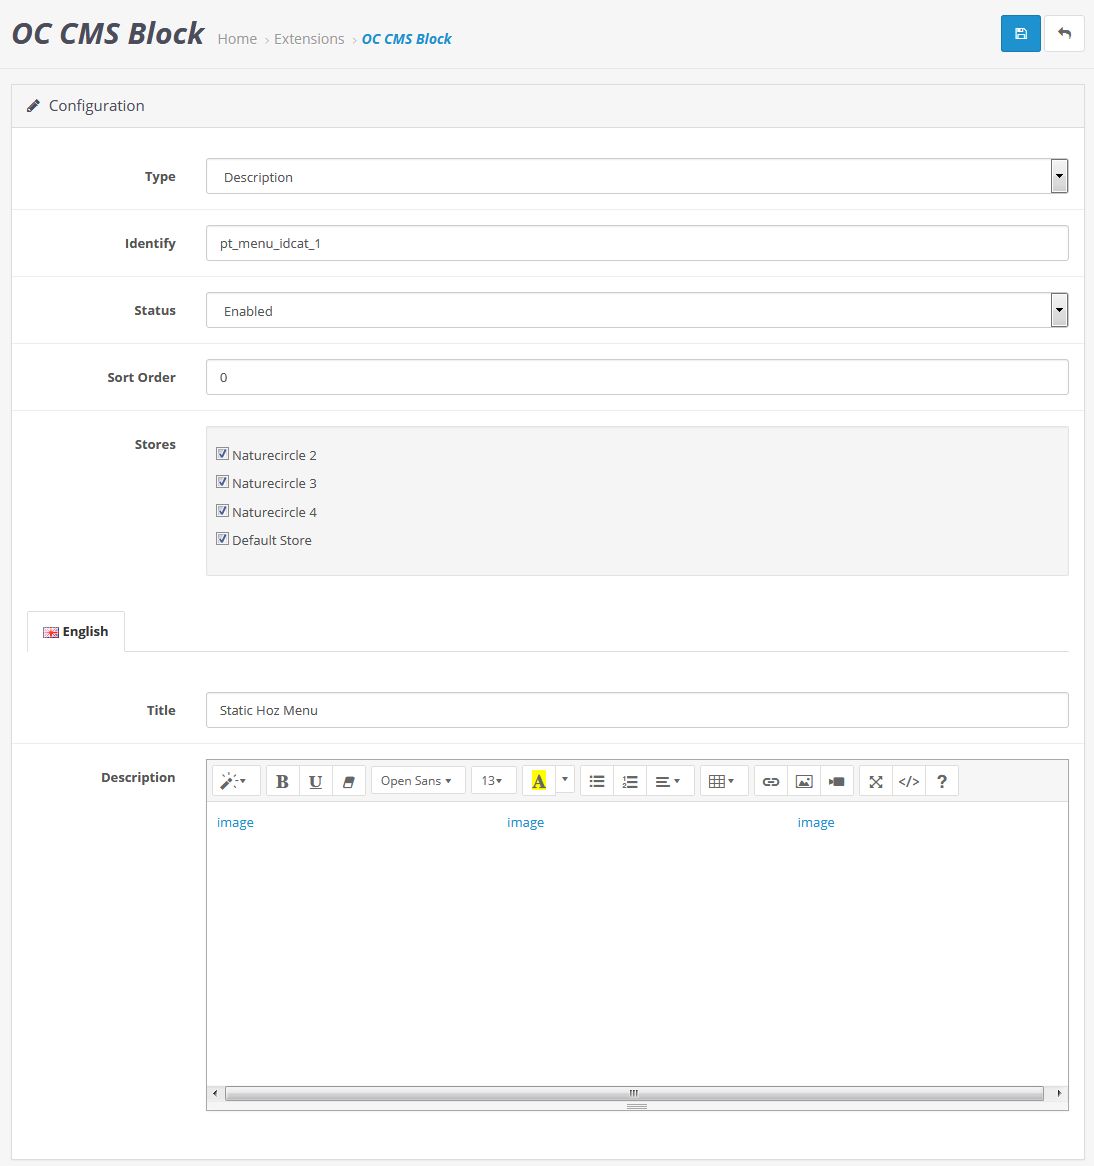 OC CMS Block Home › Extensions › OC CMS Block
Configuration
Type Description
Identify pt_menu_idcat_1
Status Enabled
Sort Order 0
Stores
Naturecircle 2
Naturecircle 3
Naturecircle 4
Default Store
English
Title Static Hoz Menu
Description
B U Open Sans 13 A </> ?
image image image